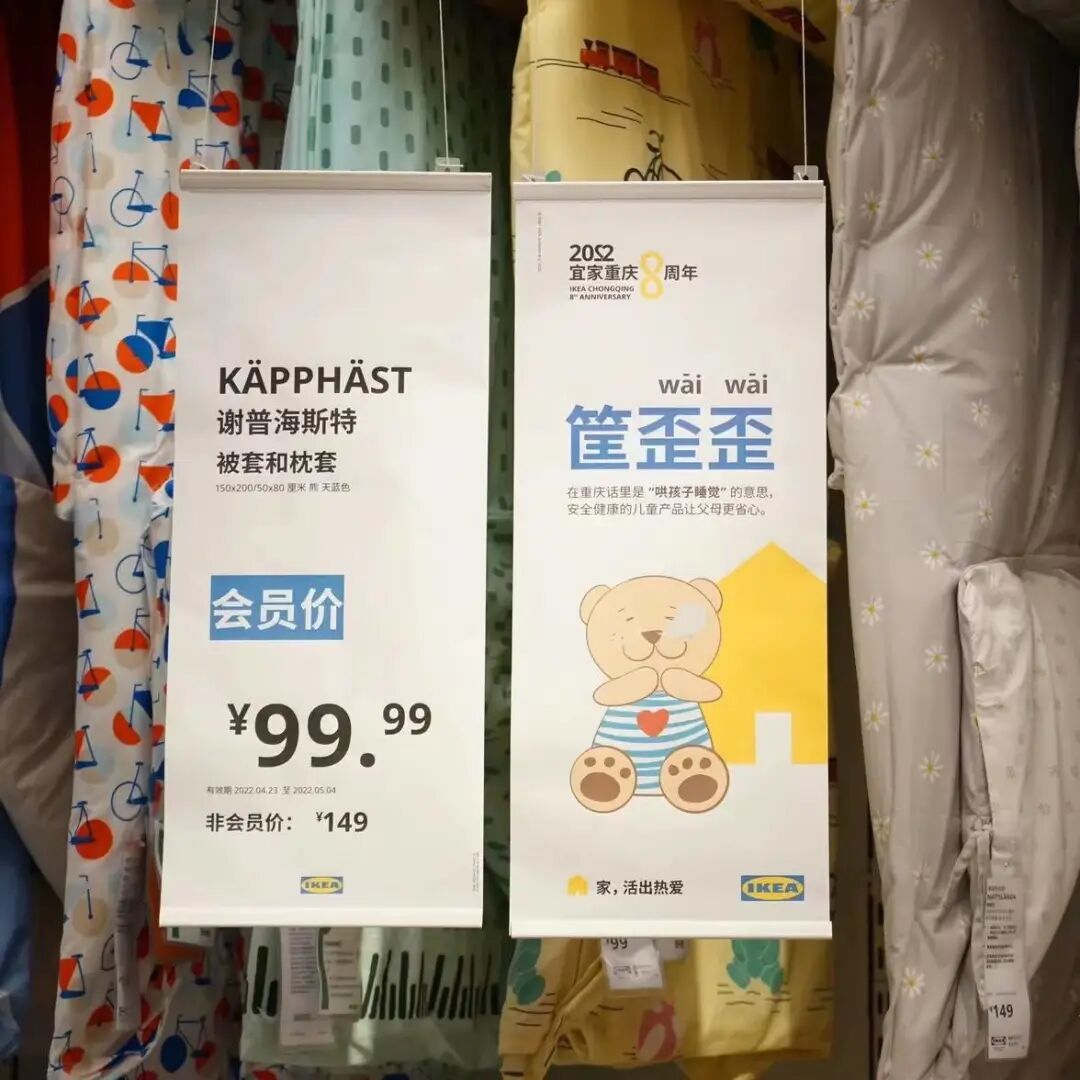 KÄPPHÄST
谢普海斯特
被套和枕套
150x200/50x80 厘米 熊 天蓝色
会员价
¥99.99
有效期 2022.04.23 至 2022.05.04
非会员价： ¥149
IKEA
2022
宜家重庆8周年
IKEA CHONGQING
8th ANNIVERSARY
wāi wāi
筐歪歪
在重庆话里是 “哄孩子睡觉” 的意思，
安全健康的儿童产品让父母更省心。
家，活出热爱
IKEA
99
¥149
IKEA